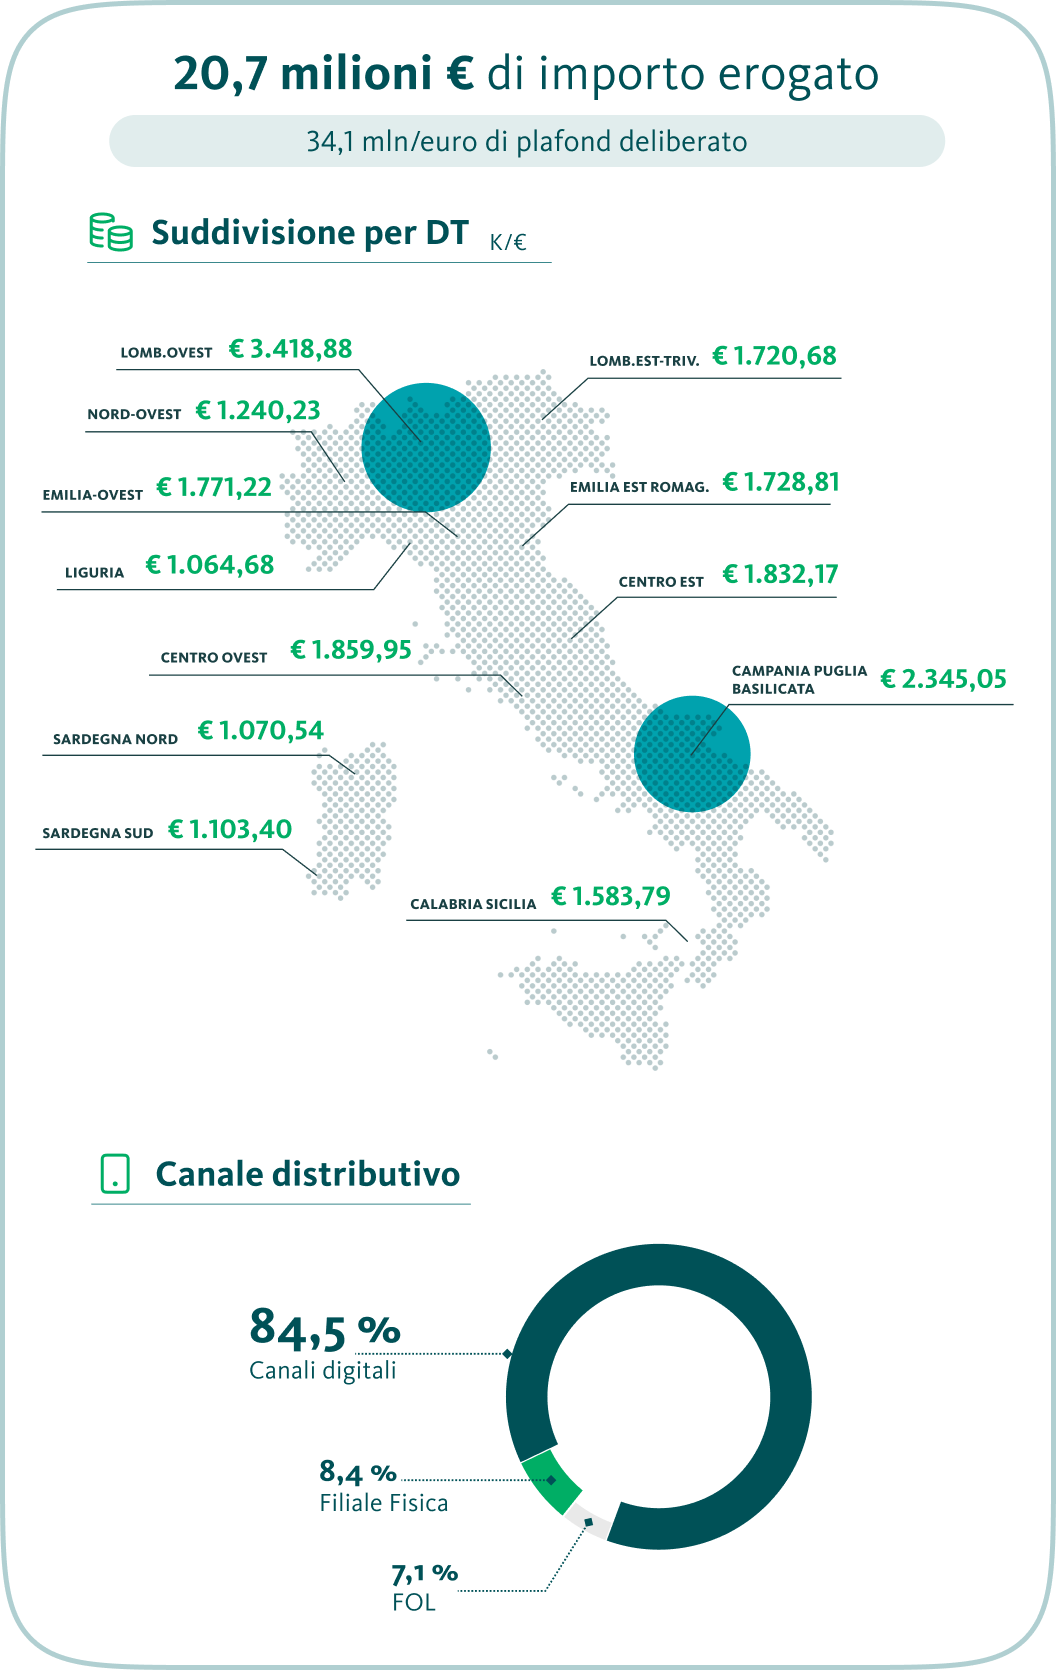 20,7 milioni € di importo erogato
34,1 mln/euro di plafond deliberato
Suddivisione per DT K/€
LOMB.OVEST € 3.418,88
LOMB.EST-TRIV. € 1.720,68
NORD-OVEST € 1.240,23
EMILIA-OVEST € 1.771,22
EMILIA EST ROMAG. € 1.728,81
LIGURIA € 1.064,68
CENTRO EST € 1.832,17
CENTRO OVEST € 1.859,95
CAMPANIA PUGLIA
BASILICATA € 2.345,05
SARDEGNA NORD € 1.070,54
SARDEGNA SUD € 1.103,40
CALABRIA SICILIA € 1.583,79
Canale distributivo
84,5 %
Canali digitali
8,4 %
Filiale Fisica
7,1 %
FOL